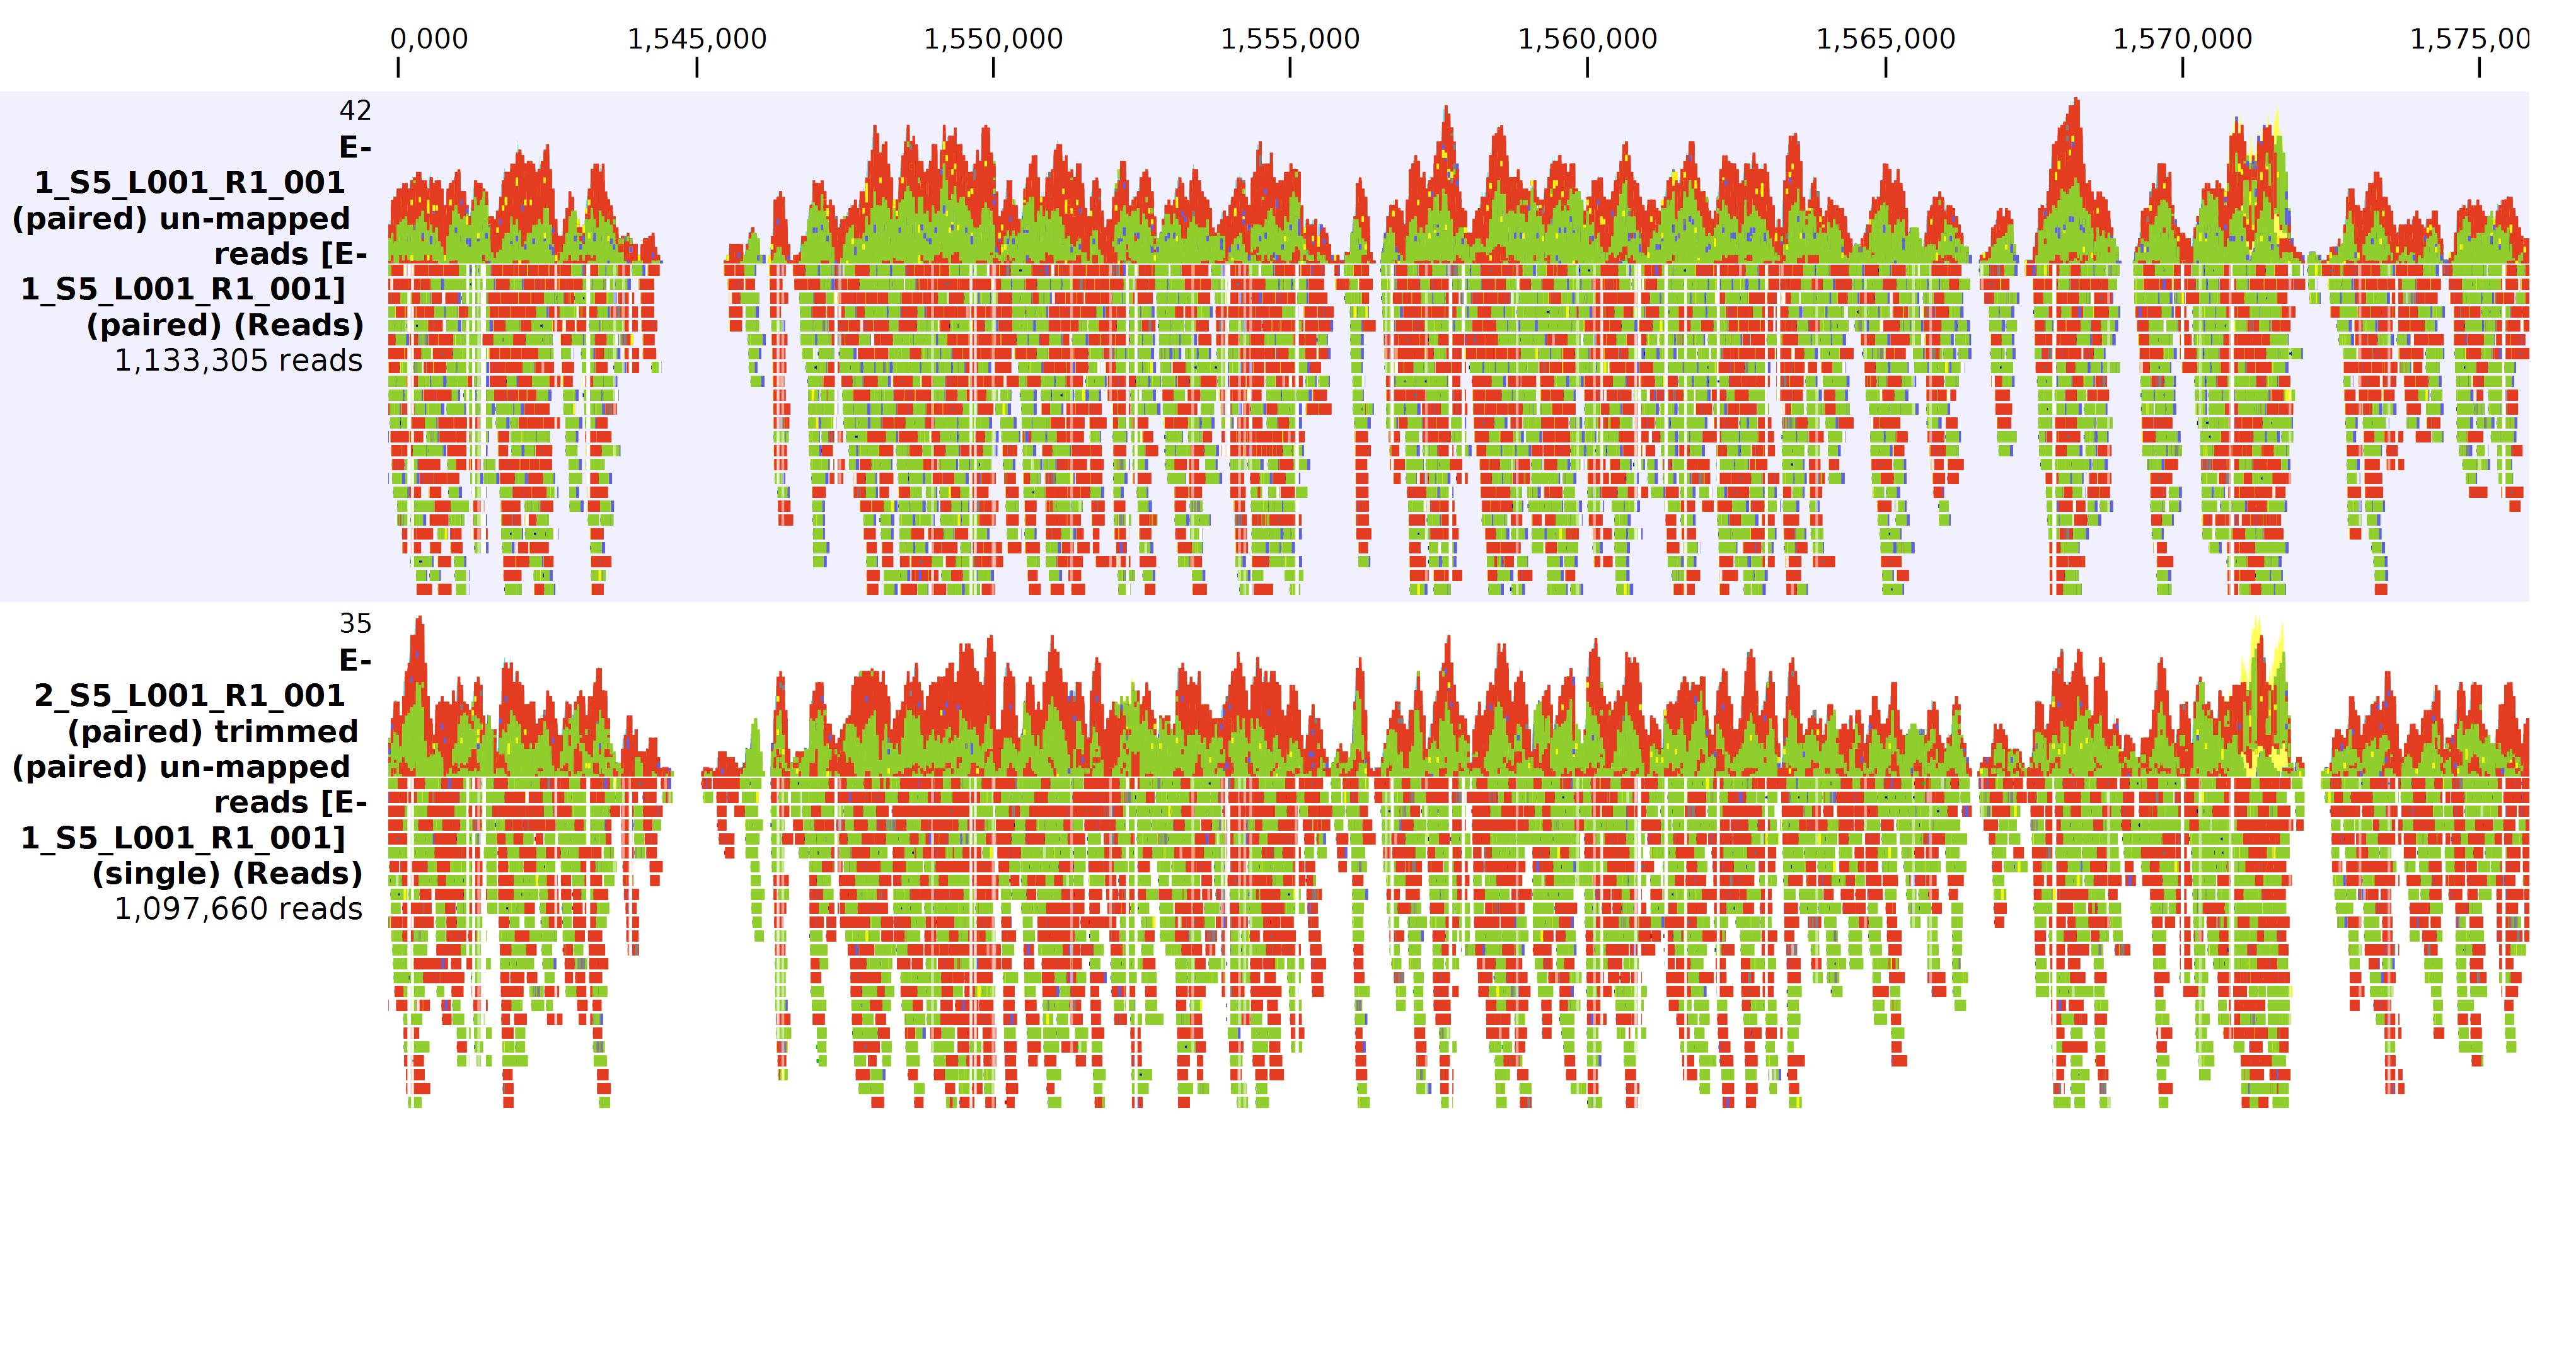 0,000 1,545,000 1,550,000 1,555,000 1,560,000 1,565,000 1,570,000 1,575,00
42
E-
1_S5_L001_R1_001
(paired) un-mapped
reads [E-
1_S5_L001_R1_001]
(paired) (Reads)
1,133,305 reads
35
E-
2_S5_L001_R1_001
(paired) trimmed
(paired) un-mapped
reads [E-
1_S5_L001_R1_001]
(single) (Reads)
1,097,660 reads